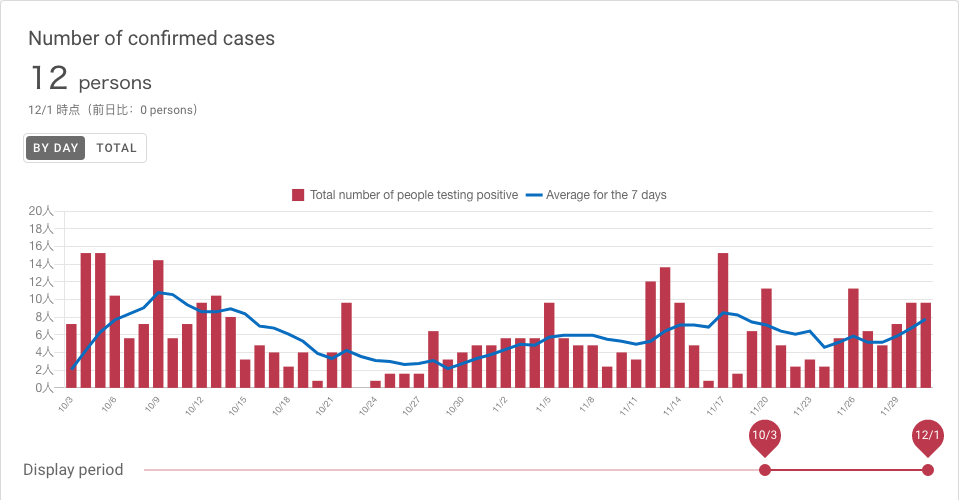 Number of confirmed cases
12 persons
12/1 時点（前日比：0 persons）
BY DAY TOTAL
Total number of people testing positive Average for the 7 days
20人
18人
16人
14人
12人
10人
8人
6人
4人
2人
0人
10/3 10/6 10/9 10/12 10/15 10/18 10/21 10/24 10/27 10/30 11/2 11/5 11/8 11/11 11/14 11/17 11/20 11/23 11/26 11/29
10/3 12/1
Display period